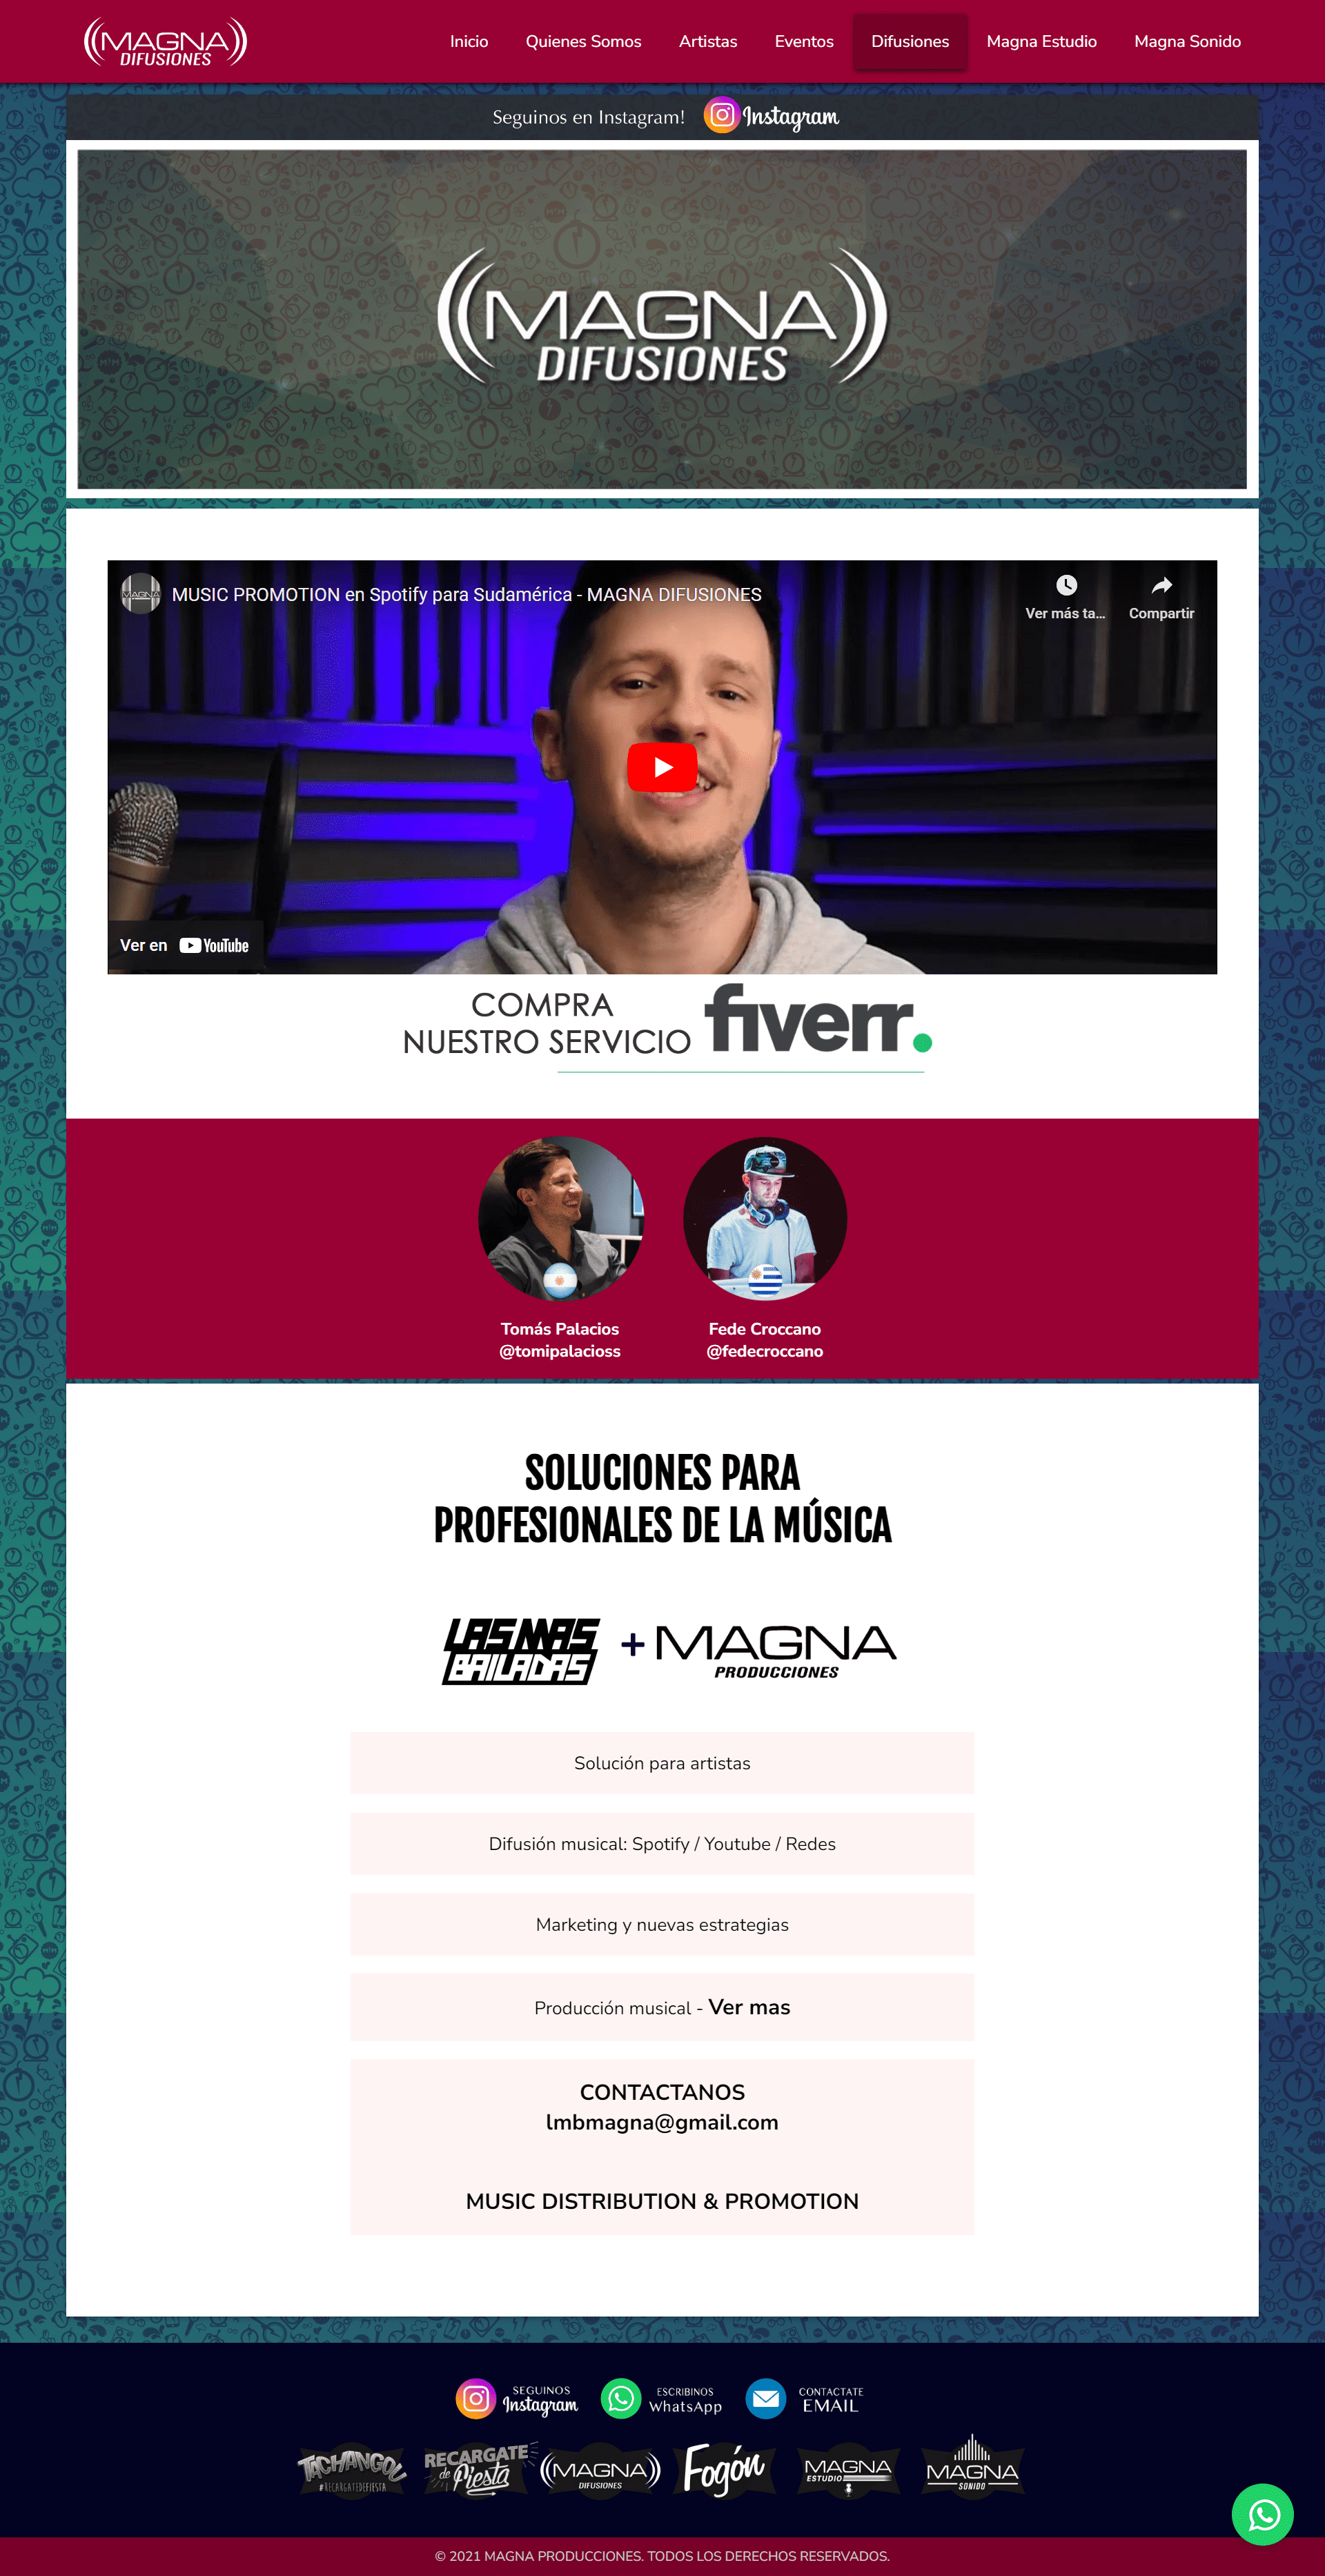 MAGNA
DIFUSIONES
Inicio
Quienes Somos
Artistas
Eventos
Difusiones
Magna Estudio
Magna Sonido
Seguinos en Instagram!
Instagram
MAGNA
DIFUSIONES
MUSIC PROMOTION en Spotify para Sudamérica - MAGNA DIFUSIONES
Ver más ta...
Compartir
Ver en YouTube
COMPRA
NUESTRO SERVICIO
fiverr.
Tomás Palacios
@tomipalacioss
Fede Croccano
@fedecroccano
SOLUCIONES PARA
PROFESIONALES DE LA MÚSICA
LAS MAS
BAILADAS
+
MAGNA
PRODUCCIONES
Solución para artistas
Difusión musical: Spotify / Youtube / Redes
Marketing y nuevas estrategias
Producción musical - Ver mas
CONTACTANOS
lmbmagna@gmail.com
MUSIC DISTRIBUTION & PROMOTION
SEGUINOS
Instagram
ESCRIBINOS
WhatsApp
CONTACTATE
EMAIL
TACHANGOL
#RECARGATEDEFIESTA
RECARGATE
de Fiesta
MAGNA
DIFUSIONES
Fogón
MAGNA
ESTUDIO
MAGNA
SONIDO
© 2021 MAGNA PRODUCCIONES. TODOS LOS DERECHOS RESERVADOS.